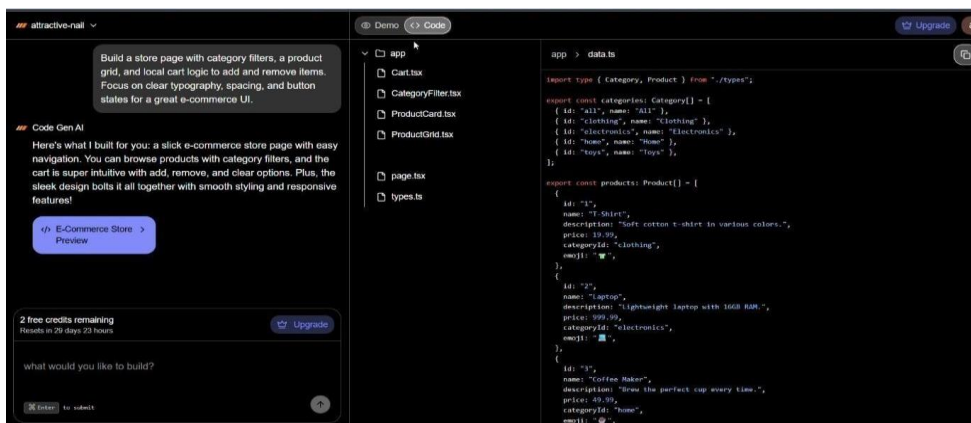 attractive-nail
Demo
Code
Upgrade
Build a store page with category filters, a product
grid, and local cart logic to add and remove items.
Focus on clear typography, spacing, and button
states for a great e-commerce UI.
Code Gen AI
Here's what I built for you: a slick e-commerce store page with easy
navigation. You can browse products with category filters, and the
cart is super intuitive with add, remove, and clear options. Plus, the
sleek design bolts it all together with smooth styling and responsive
features!
</> E-Commerce Store >
Preview
2 free credits remaining
Resets in 29 days 23 hours
Upgrade
what would you like to build?
⌘ Enter to submit
app
Cart.tsx
CategoryFilter.tsx
ProductCard.tsx
ProductGrid.tsx
page.tsx
types.ts
app > data.ts
import type { Category, Product } from "./types";
export const categories: Category[] = [
{ id: "all", name: "All" },
{ id: "clothing", name: "Clothing" },
{ id: "electronics", name: "Electronics" },
{ id: "home", name: "Home" },
{ id: "toys", name: "Toys" },
];
export const products: Product[] = [
{
id: "1",
name: "T-Shirt",
description: "Soft cotton t-shirt in various colors.",
price: 19.99,
categoryId: "clothing",
emoji: "👕",
},
{
id: "2",
name: "Laptop",
description: "Lightweight laptop with 16GB RAM.",
price: 999.99,
categoryId: "electronics",
emoji: "💻",
},
{
id: "3",
name: "Coffee Maker",
description: "Brew the perfect cup every time.",
price: 49.99,
categoryId: "home",
emoji: "